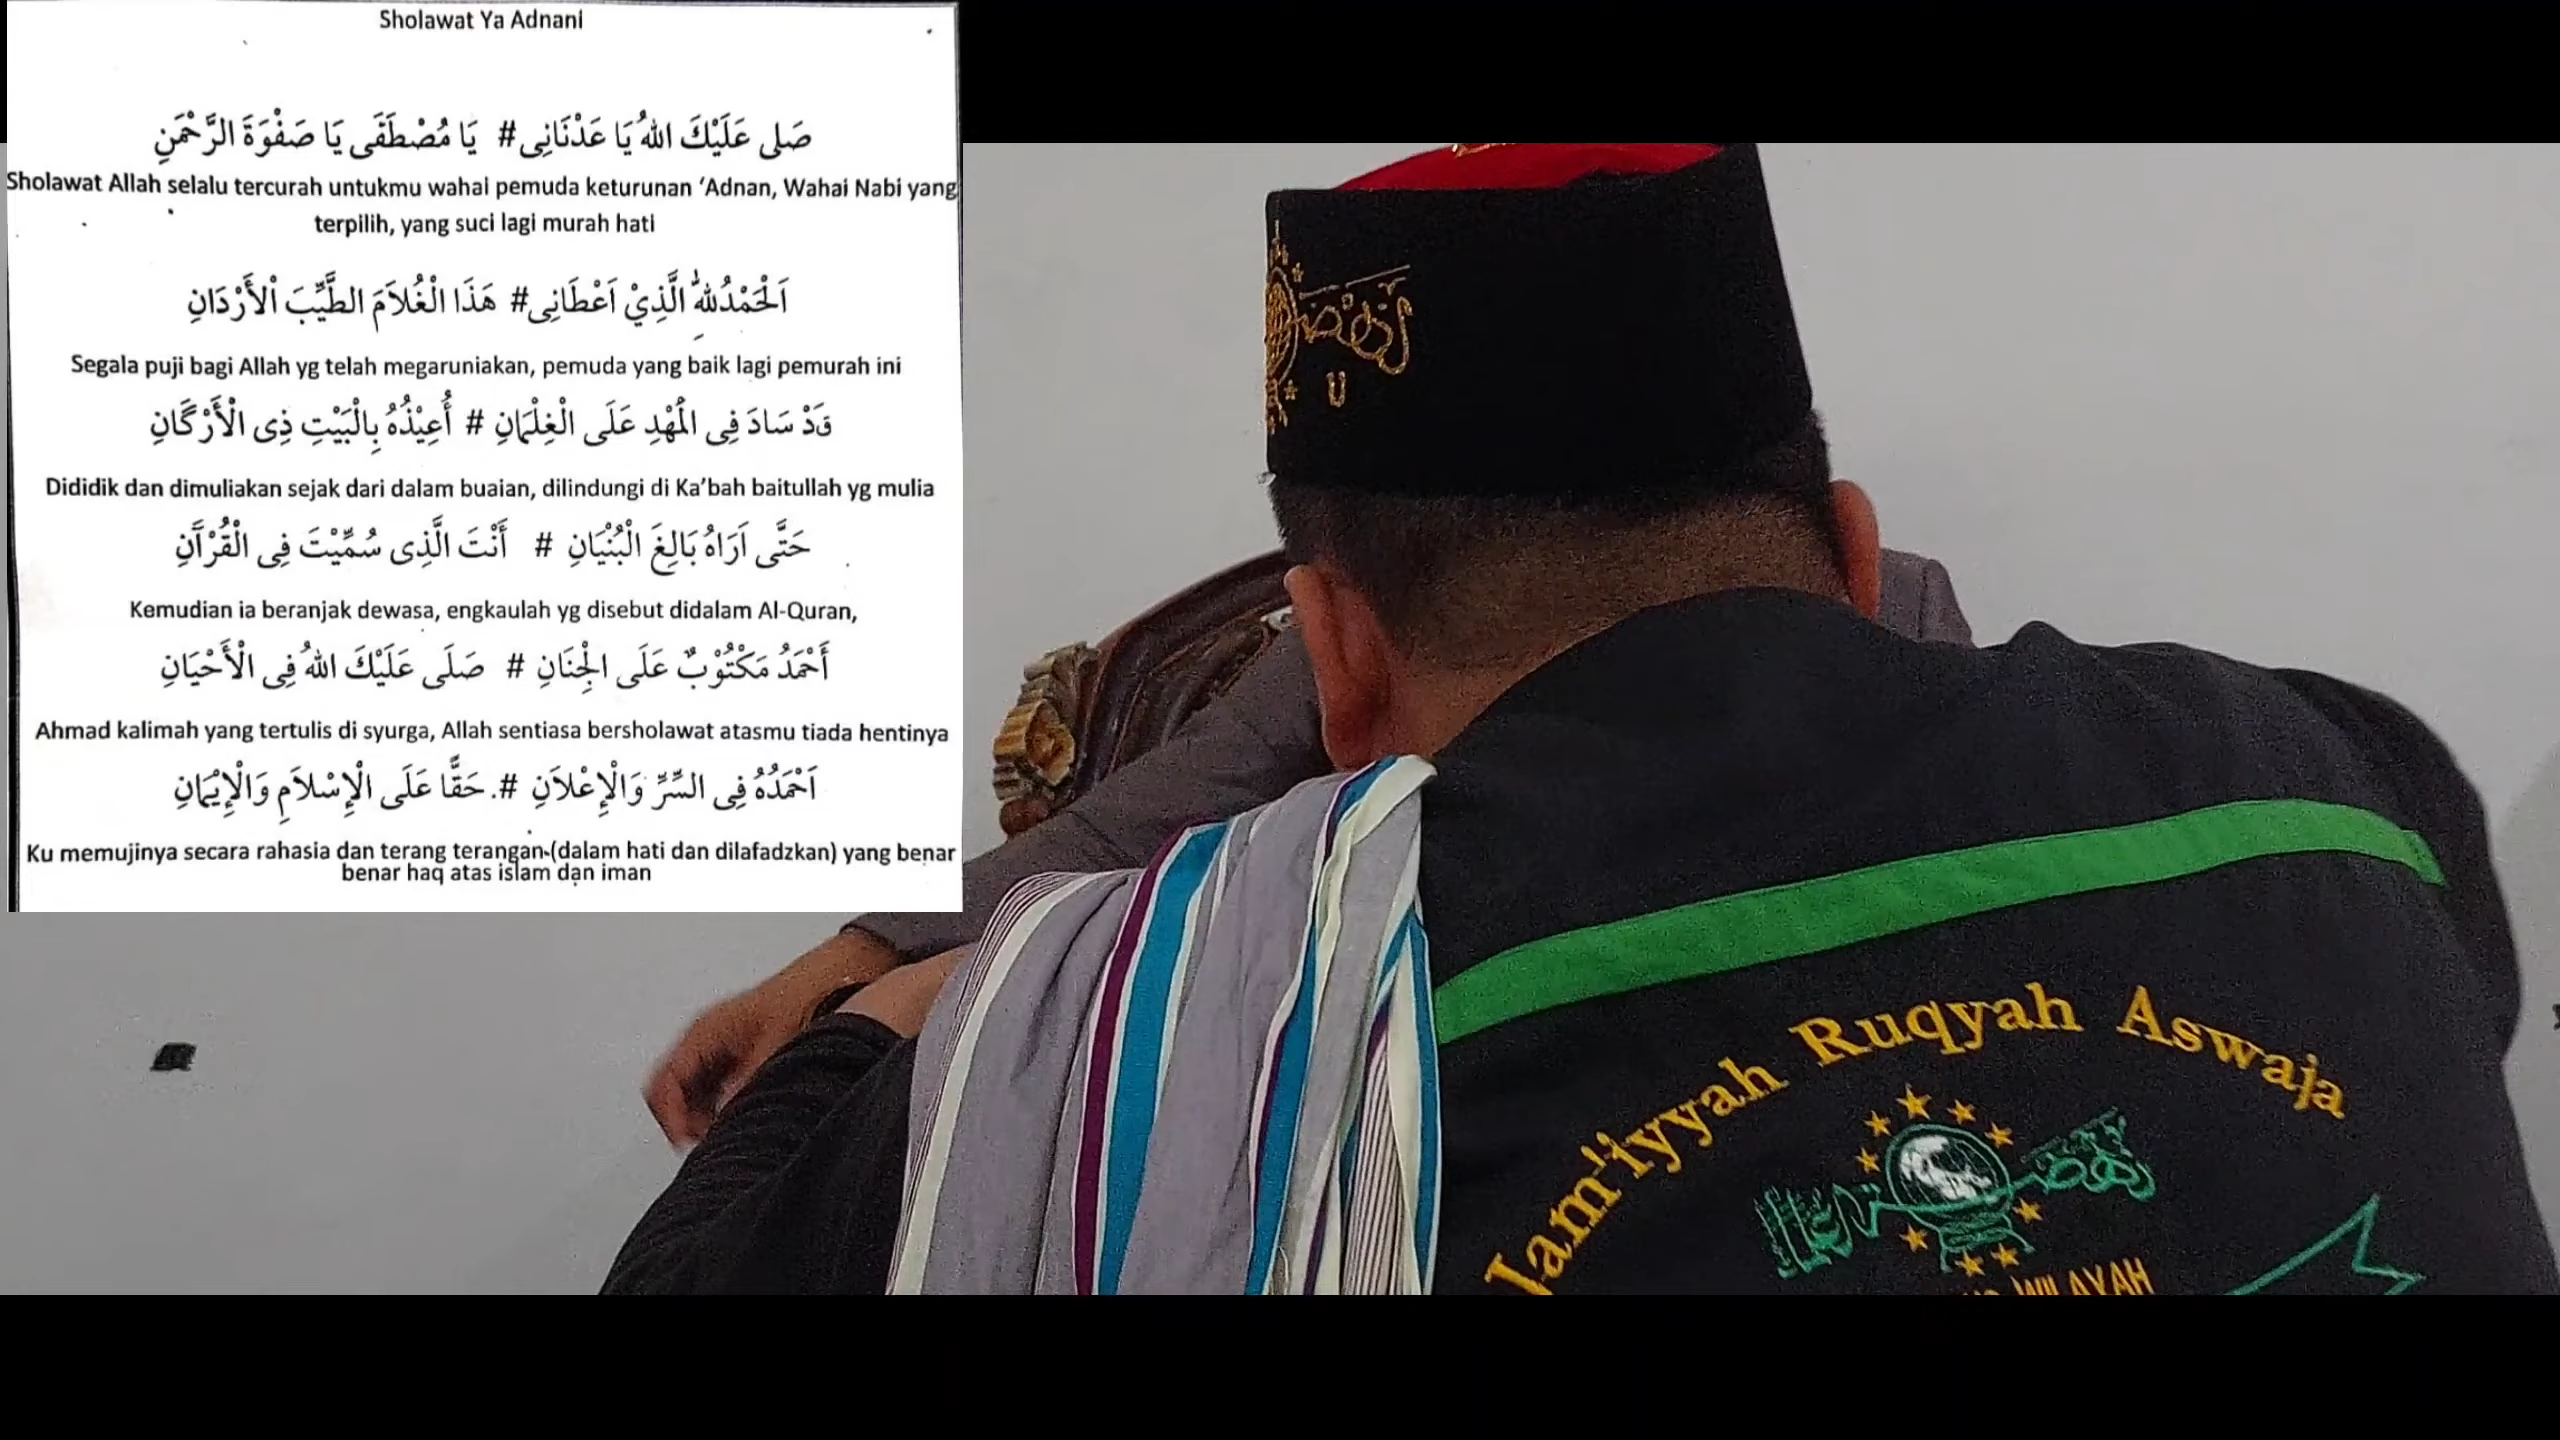 Sholawat Ya Adnani
صَلى عَلَيْكَ اللهُ يَا عَدْنَانِى# يَا مُصْطَفَى يَا صَفْوَةَ الرَّحْمَنِ
Sholawat Allah selalu tercurah untukmu wahai pemuda keturunan ‘Adnan, Wahai Nabi yang
terpilih, yang suci lagi murah hati
اَلْحَمْدُللهِ الَّذِيْ اَعْطَانِى# هَذَا الْغُلاَمَ الطَّيِّبَ اْلأَرْدَانِ
Segala puji bagi Allah yg telah megaruniakan, pemuda yang baik lagi pemurah ini
قَدْ سَادَ فِى الْمَهْدِ عَلَى الْغِلْمَانِ # أُعِيْذُهُ بِالْبَيْتِ ذِى الْأَرْكَانِ
Dididik dan dimuliakan sejak dari dalam buaian, dilindungi di Ka’bah baitullah yg mulia
حَتَّى اَرَاهُ بَالِغَ الْبُنْيَانِ # أَنْتَ الَّذِى سُمِّيْتَ فِى الْقُرْآنِ
Kemudian ia beranjak dewasa, engkaulah yg disebut didalam Al-Quran,
أَحْمَدُ مَكْتُوْبٌ عَلَى الْجِنَانِ # صَلَى عَلَيْكَ اللهُ فِى الْأَحْيَانِ
Ahmad kalimah yang tertulis di syurga, Allah sentiasa bersholawat atasmu tiada hentinya
اَحْمَدُهُ فِى السِّرِّ وَالْإِعْلاَنِ #. حَقًّا عَلَى الْإِسْلاَمِ وَالْإِيْمَانِ
Ku memujinya secara rahasia dan terang terangan (dalam hati dan dilafadzkan) yang benar
benar haq atas islam dan iman
U
Jam'iyyah Ruqyah Aswaja
WILAYAH